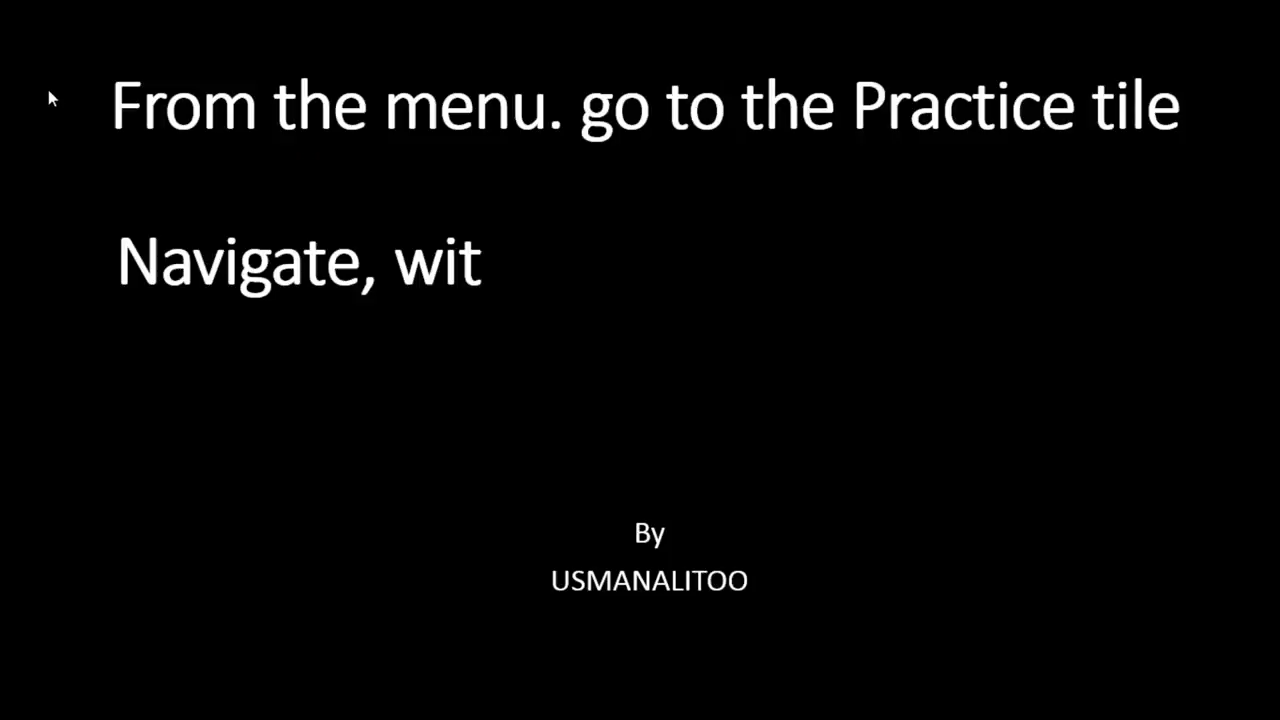 From the menu. go to the Practice tile
Navigate, wit
By
USMANALITOO